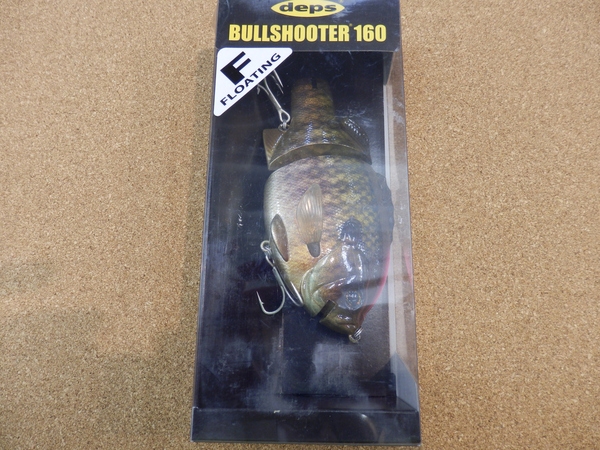 deps
BULLSHOOTER 160
F
FLOATING